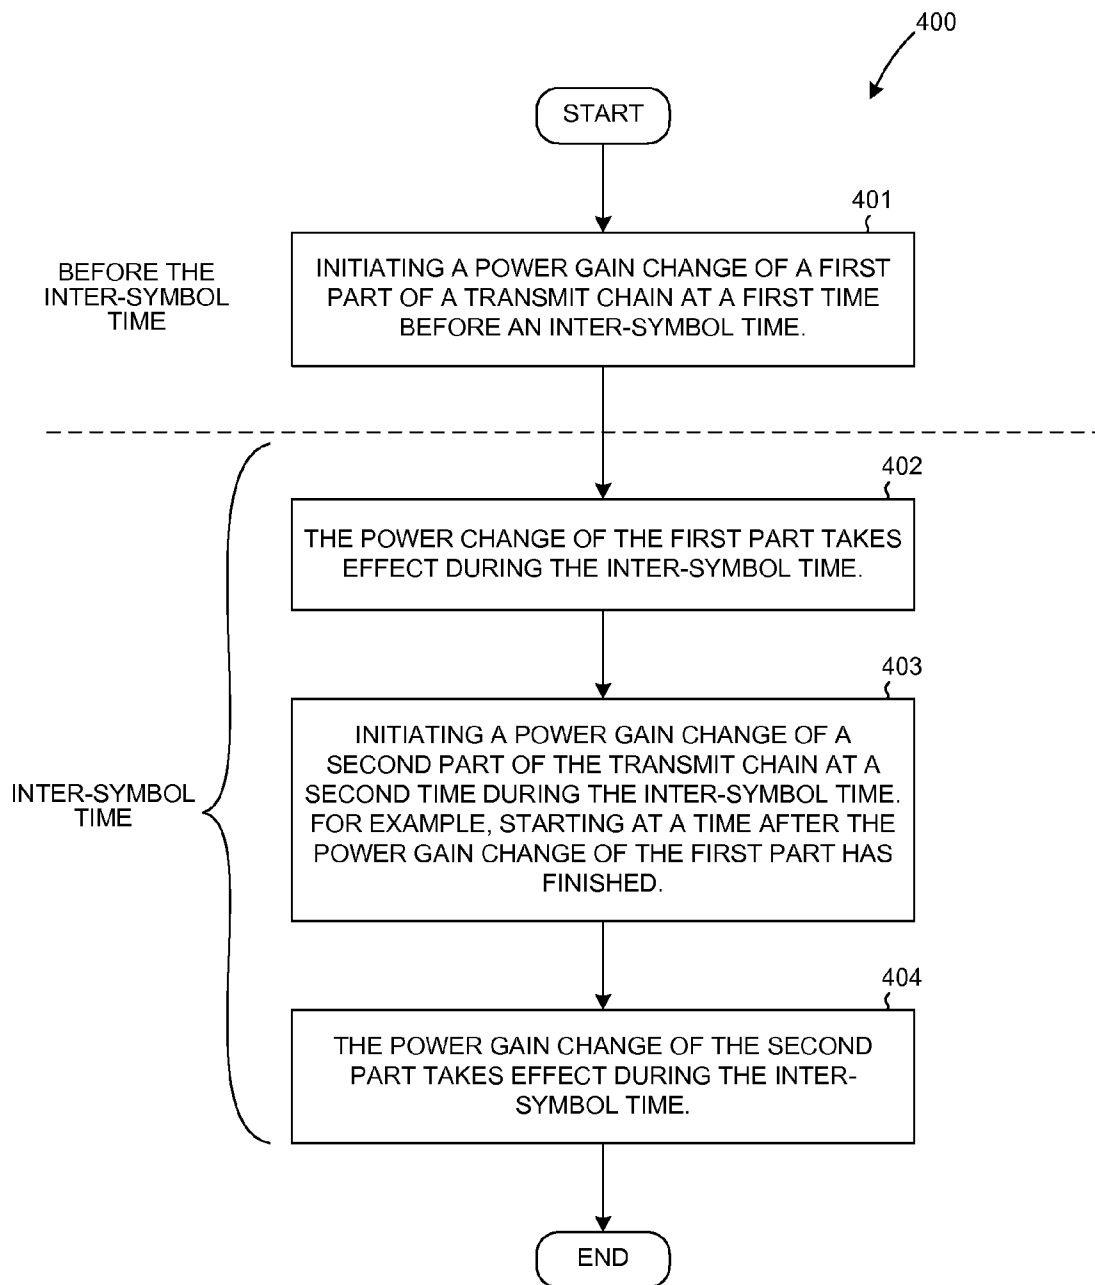 400
START
401
BEFORE THE
INTER-SYMBOL
TIME
INITIATING A POWER GAIN CHANGE OF A FIRST
PART OF A TRANSMIT CHAIN AT A FIRST TIME
BEFORE AN INTER-SYMBOL TIME.
402
THE POWER CHANGE OF THE FIRST PART TAKES
EFFECT DURING THE INTER-SYMBOL TIME.
403
INITIATING A POWER GAIN CHANGE OF A
SECOND PART OF THE TRANSMIT CHAIN AT A
SECOND TIME DURING THE INTER-SYMBOL TIME.
FOR EXAMPLE, STARTING AT A TIME AFTER THE
POWER GAIN CHANGE OF THE FIRST PART HAS
FINISHED.
INTER-SYMBOL
TIME
404
THE POWER GAIN CHANGE OF THE SECOND
PART TAKES EFFECT DURING THE INTER-
SYMBOL TIME.
END